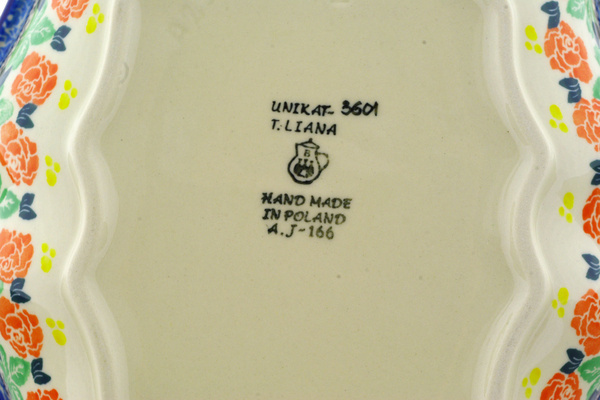 UNIKAT- 3601
T. LIANA
B
HAND MADE
IN POLAND
A.J-166